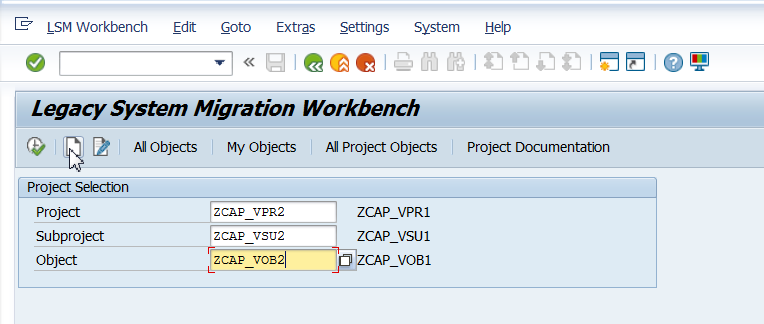 LSM Workbench Edit Goto Extras Settings System Help
Legacy System Migration Workbench
All Objects My Objects All Project Objects Project Documentation
Project Selection
Project ZCAP_VPR2 ZCAP_VPR1
Subproject ZCAP_VSU2 ZCAP_VSU1
Object ZCAP_VOB2 ZCAP_VOB1